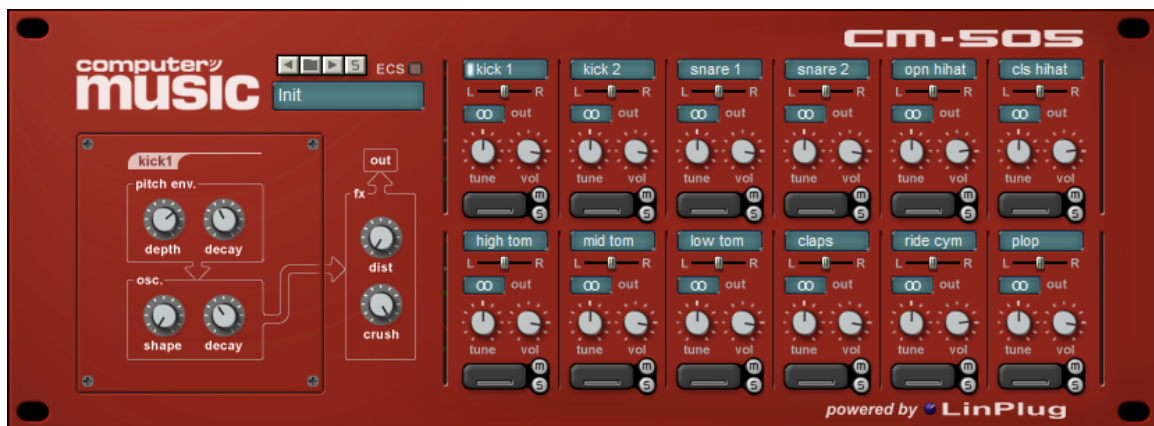 CM-505
computer music
ECS
Init
kick1
pitch env.
depth decay
osc.
shape decay
out
fx
dist
crush
kick 1 kick 2 snare 1 snare 2 opn hihat cls hihat
L R L R L R L R L R L R
out out out out out out
tune vol tune vol tune vol tune vol tune vol tune vol
m m m m m m
S S S S S S
high tom mid tom low tom claps ride cym plop
L R L R L R L R L R L R
out out out out out out
tune vol tune vol tune vol tune vol tune vol tune vol
m m m m m m
S S S S S S
powered by LinPlug